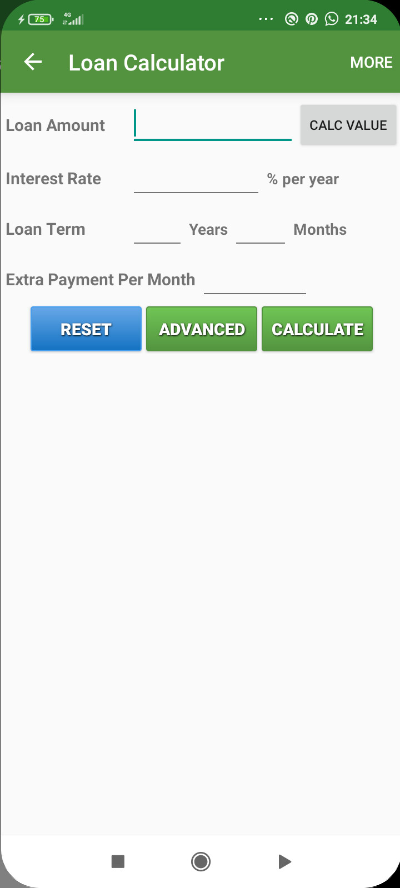 75 4G 21:34
Loan Calculator MORE
Loan Amount CALC VALUE
Interest Rate % per year
Loan Term Years Months
Extra Payment Per Month
RESET ADVANCED CALCULATE